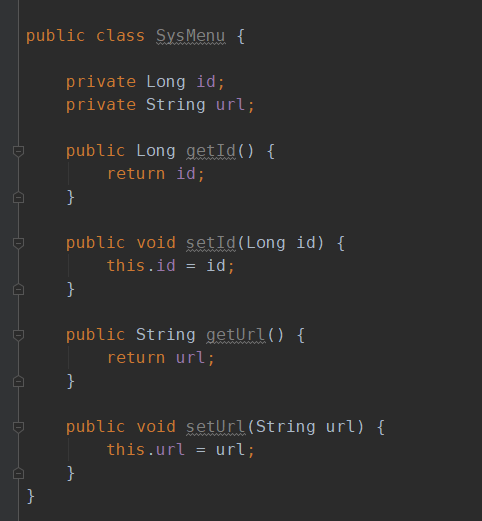 public class SysMenu {
private Long id;
private String url;
public Long getId() {
return id;
}
public void setId(Long id) {
this.id = id;
}
public String getUrl() {
return url;
}
public void setUrl(String url) {
this.url = url;
}
}